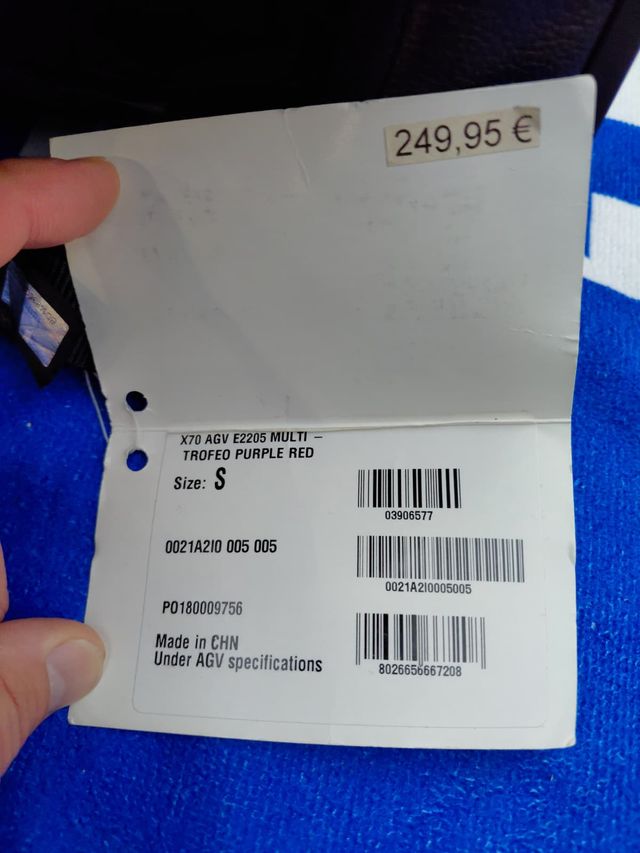 249,95 €
X70 AGV E2205 MULTI –
TROFEO PURPLE RED
Size: S
03906577
0021A2I0 005 005
0021A2I0005005
PO180009756
Made in CHN
Under AGV specifications
8026656667208